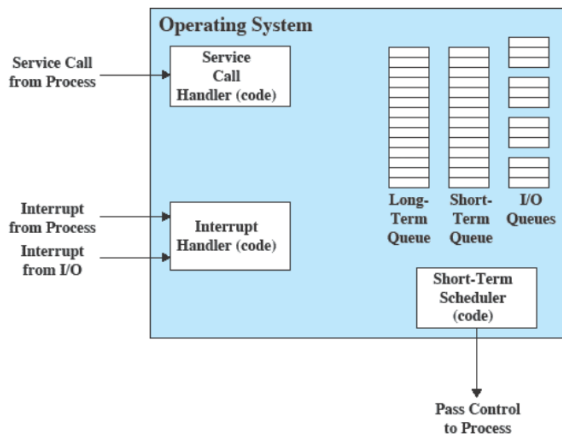 Operating System
Service Call
from Process
Service
Call
Handler (code)
Interrupt
from Process
Interrupt
from I/O
Interrupt
Handler (code)
Long-
Term
Queue
Short-
Term
Queue
I/O
Queues
Short-Term
Scheduler
(code)
Pass Control
to Process